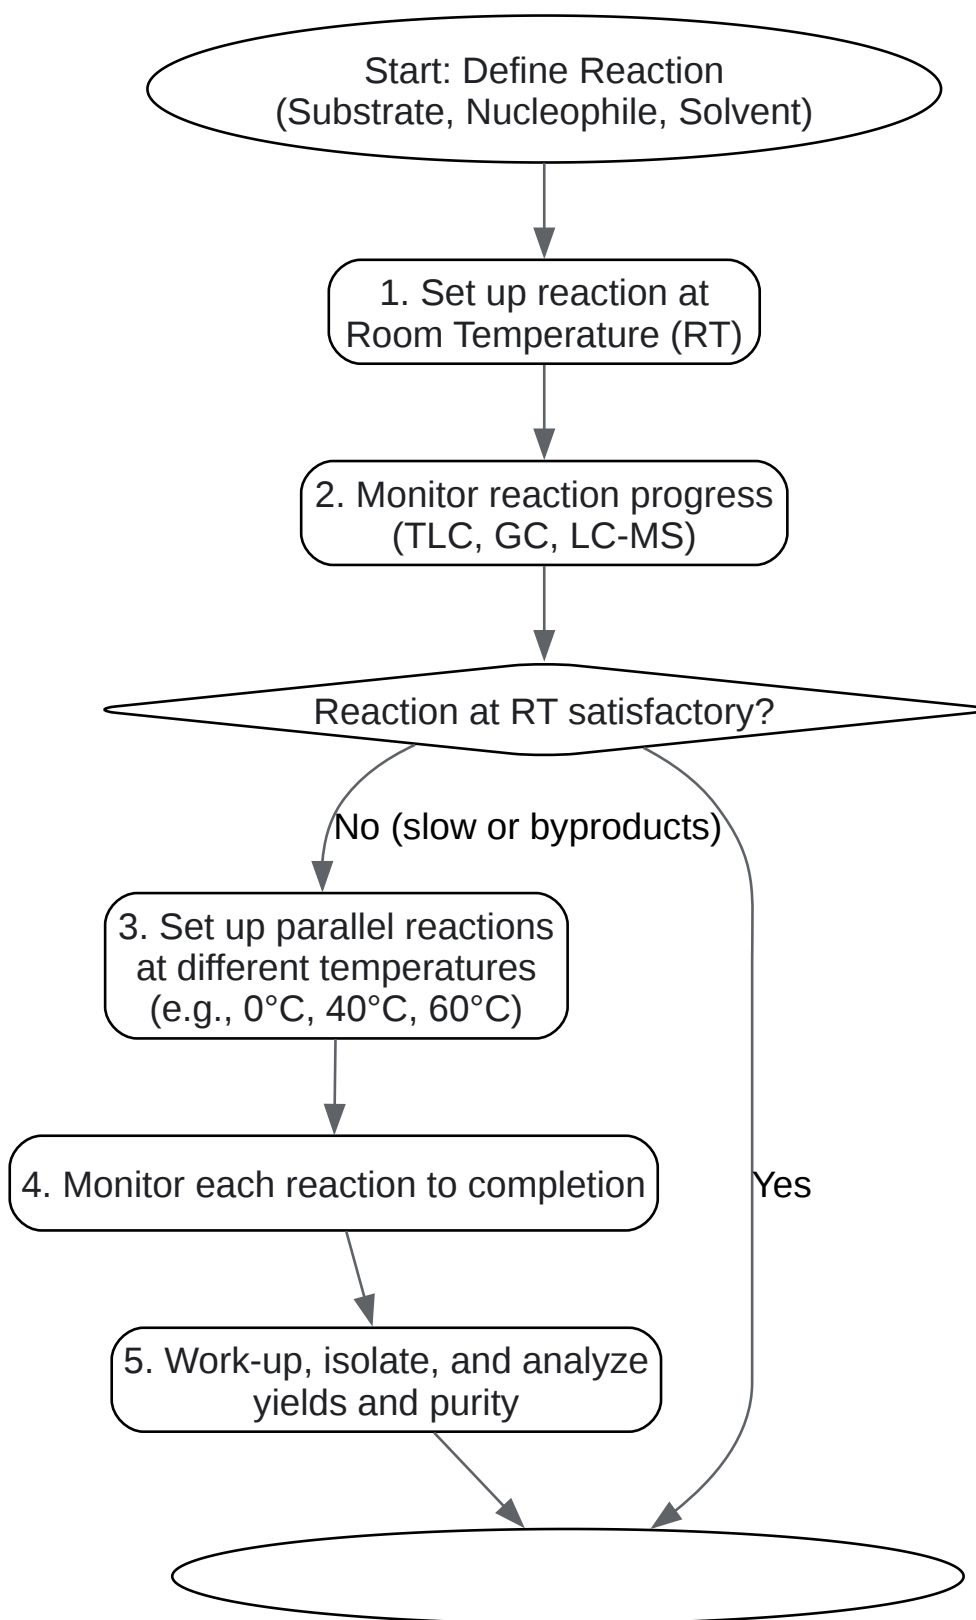 Start: Define Reaction
(Substrate, Nucleophile, Solvent)
1. Set up reaction at
Room Temperature (RT)
2. Monitor reaction progress
(TLC, GC, LC-MS)
Reaction at RT satisfactory?
No (slow or byproducts)
3. Set up parallel reactions
at different temperatures
(e.g., 0°C, 40°C, 60°C)
4. Monitor each reaction to completion
Yes
5. Work-up, isolate, and analyze
yields and purity